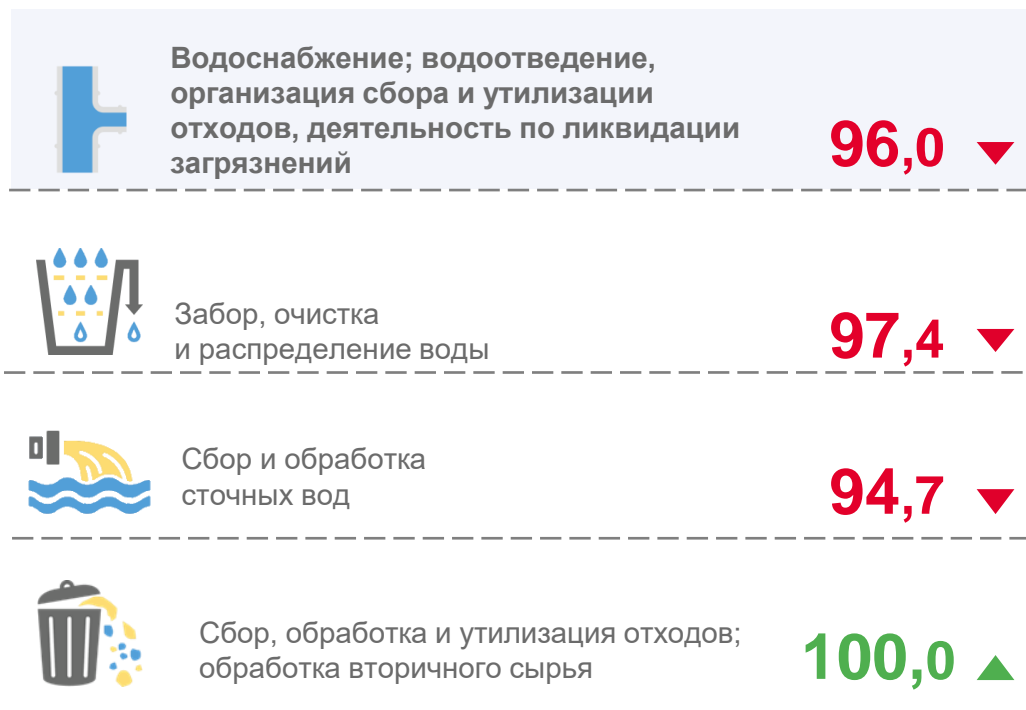 Водоснабжение; водоотведение,
организация сбора и утилизации
отходов, деятельность по ликвидации
загрязнений
96,0
Забор, очистка
и распределение воды
97,4
Сбор и обработка
сточных вод
94,7
Сбор, обработка и утилизация отходов;
обработка вторичного сырья
100,0